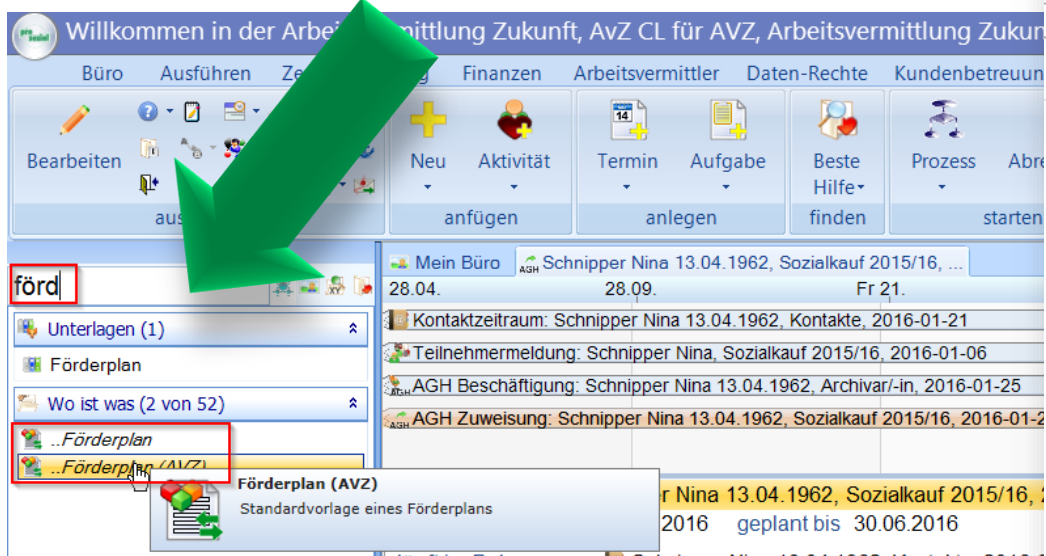 Willkommen in der Arbeitsvermittlung Zukunft, AvZ CL für AVZ, Arbeitsvermittlung Zukun
Büro Ausführen Finanzen Arbeitsvermittler Daten-Rechte Kundenbetreuun
Bearbeiten Neu Aktivität Termin Aufgabe Beste Hilfe Prozess Abre
anfügen anlegen finden starten
förd
Mein Büro AGH Schnipper Nina 13.04.1962, Sozialkauf 2015/16, ...
28.04. 28.09. Fr 21.
Unterlagen (1)
Kontaktzeitraum: Schnipper Nina 13.04.1962, Kontakte, 2016-01-21
Förderplan
Teilnehmermeldung: Schnipper Nina, Sozialkauf 2015/16, 2016-01-06
Wo ist was (2 von 52)
AGH AGH Beschäftigung: Schnipper Nina 13.04.1962, Archivar/-in, 2016-01-25
AGH AGH Zuweisung: Schnipper Nina 13.04.1962, Sozialkauf 2015/16, 2016-01-2
..Förderplan
..Förderplan (AVZ)
Förderplan (AVZ)
Standardvorlage eines Förderplans
r Nina 13.04.1962, Sozialkauf 2015/16,
2016 geplant bis 30.06.2016